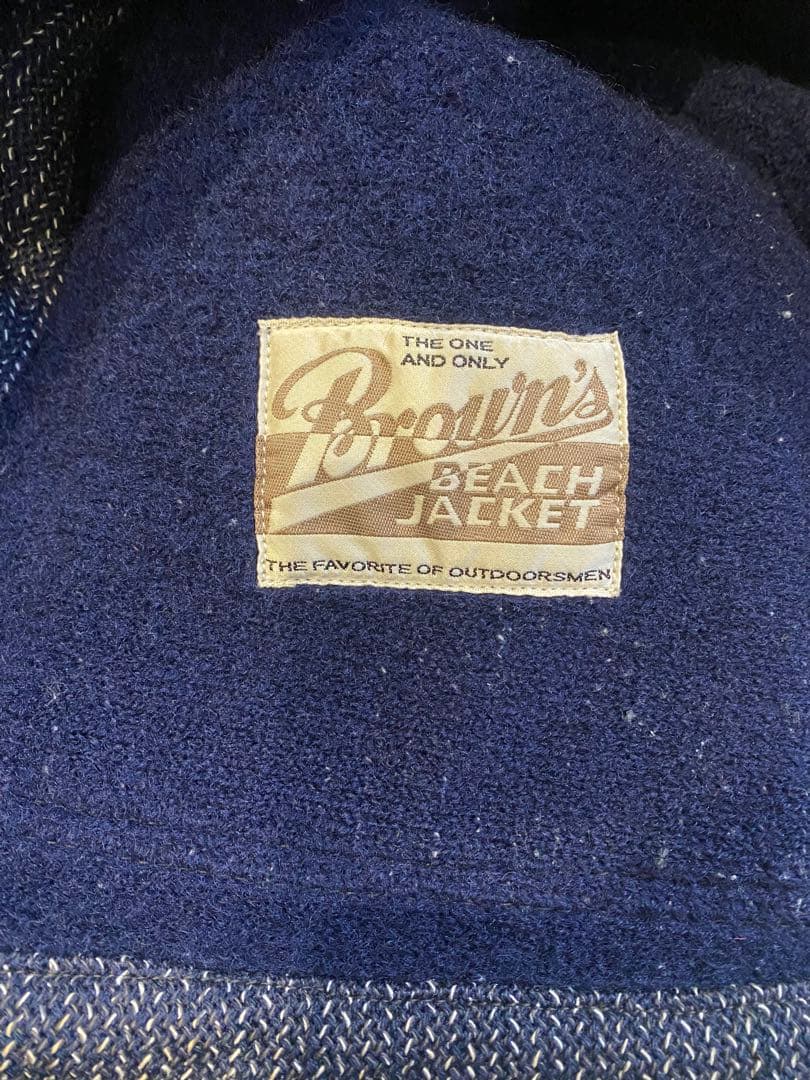 THE ONE
AND ONLY
Brown's
BEACH
JACKET
THE FAVORITE OF OUTDOORSMEN